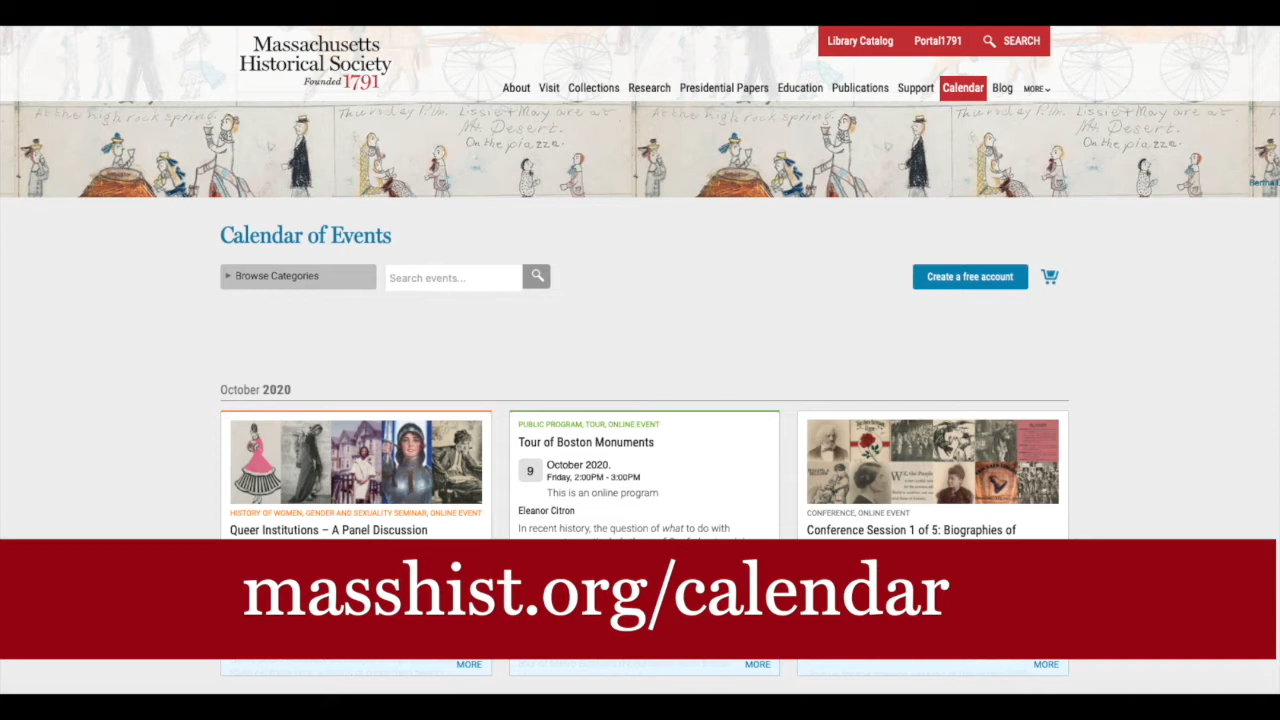 Massachusetts
Historical Society
Founded 1791
Library Catalog Portal1791 SEARCH
About Visit Collections Research Presidential Papers Education Publications Support Calendar Blog MORE
At the high rock spring.
Thursday P.M.
Lissie + Mary are at
Mt. Desert.
On the piazza.
At the high rock spring.
Thursday P.M.
Lissie + Mary are at
Mt. Desert.
On the piazza.
Calendar of Events
Browse Categories
Search events...
Create a free account
October 2020
HISTORY OF WOMEN, GENDER AND SEXUALITY SEMINAR, ONLINE EVENT
Queer Institutions – A Panel Discussion
MORE
PUBLIC PROGRAM, TOUR, ONLINE EVENT
Tour of Boston Monuments
9
October 2020.
Friday, 2:00PM - 3:00PM
This is an online program
Eleanor Citron
In recent history, the question of what to do with
MORE
CONFERENCE, ONLINE EVENT
Conference Session 1 of 5: Biographies of
MORE
masshist.org/calendar